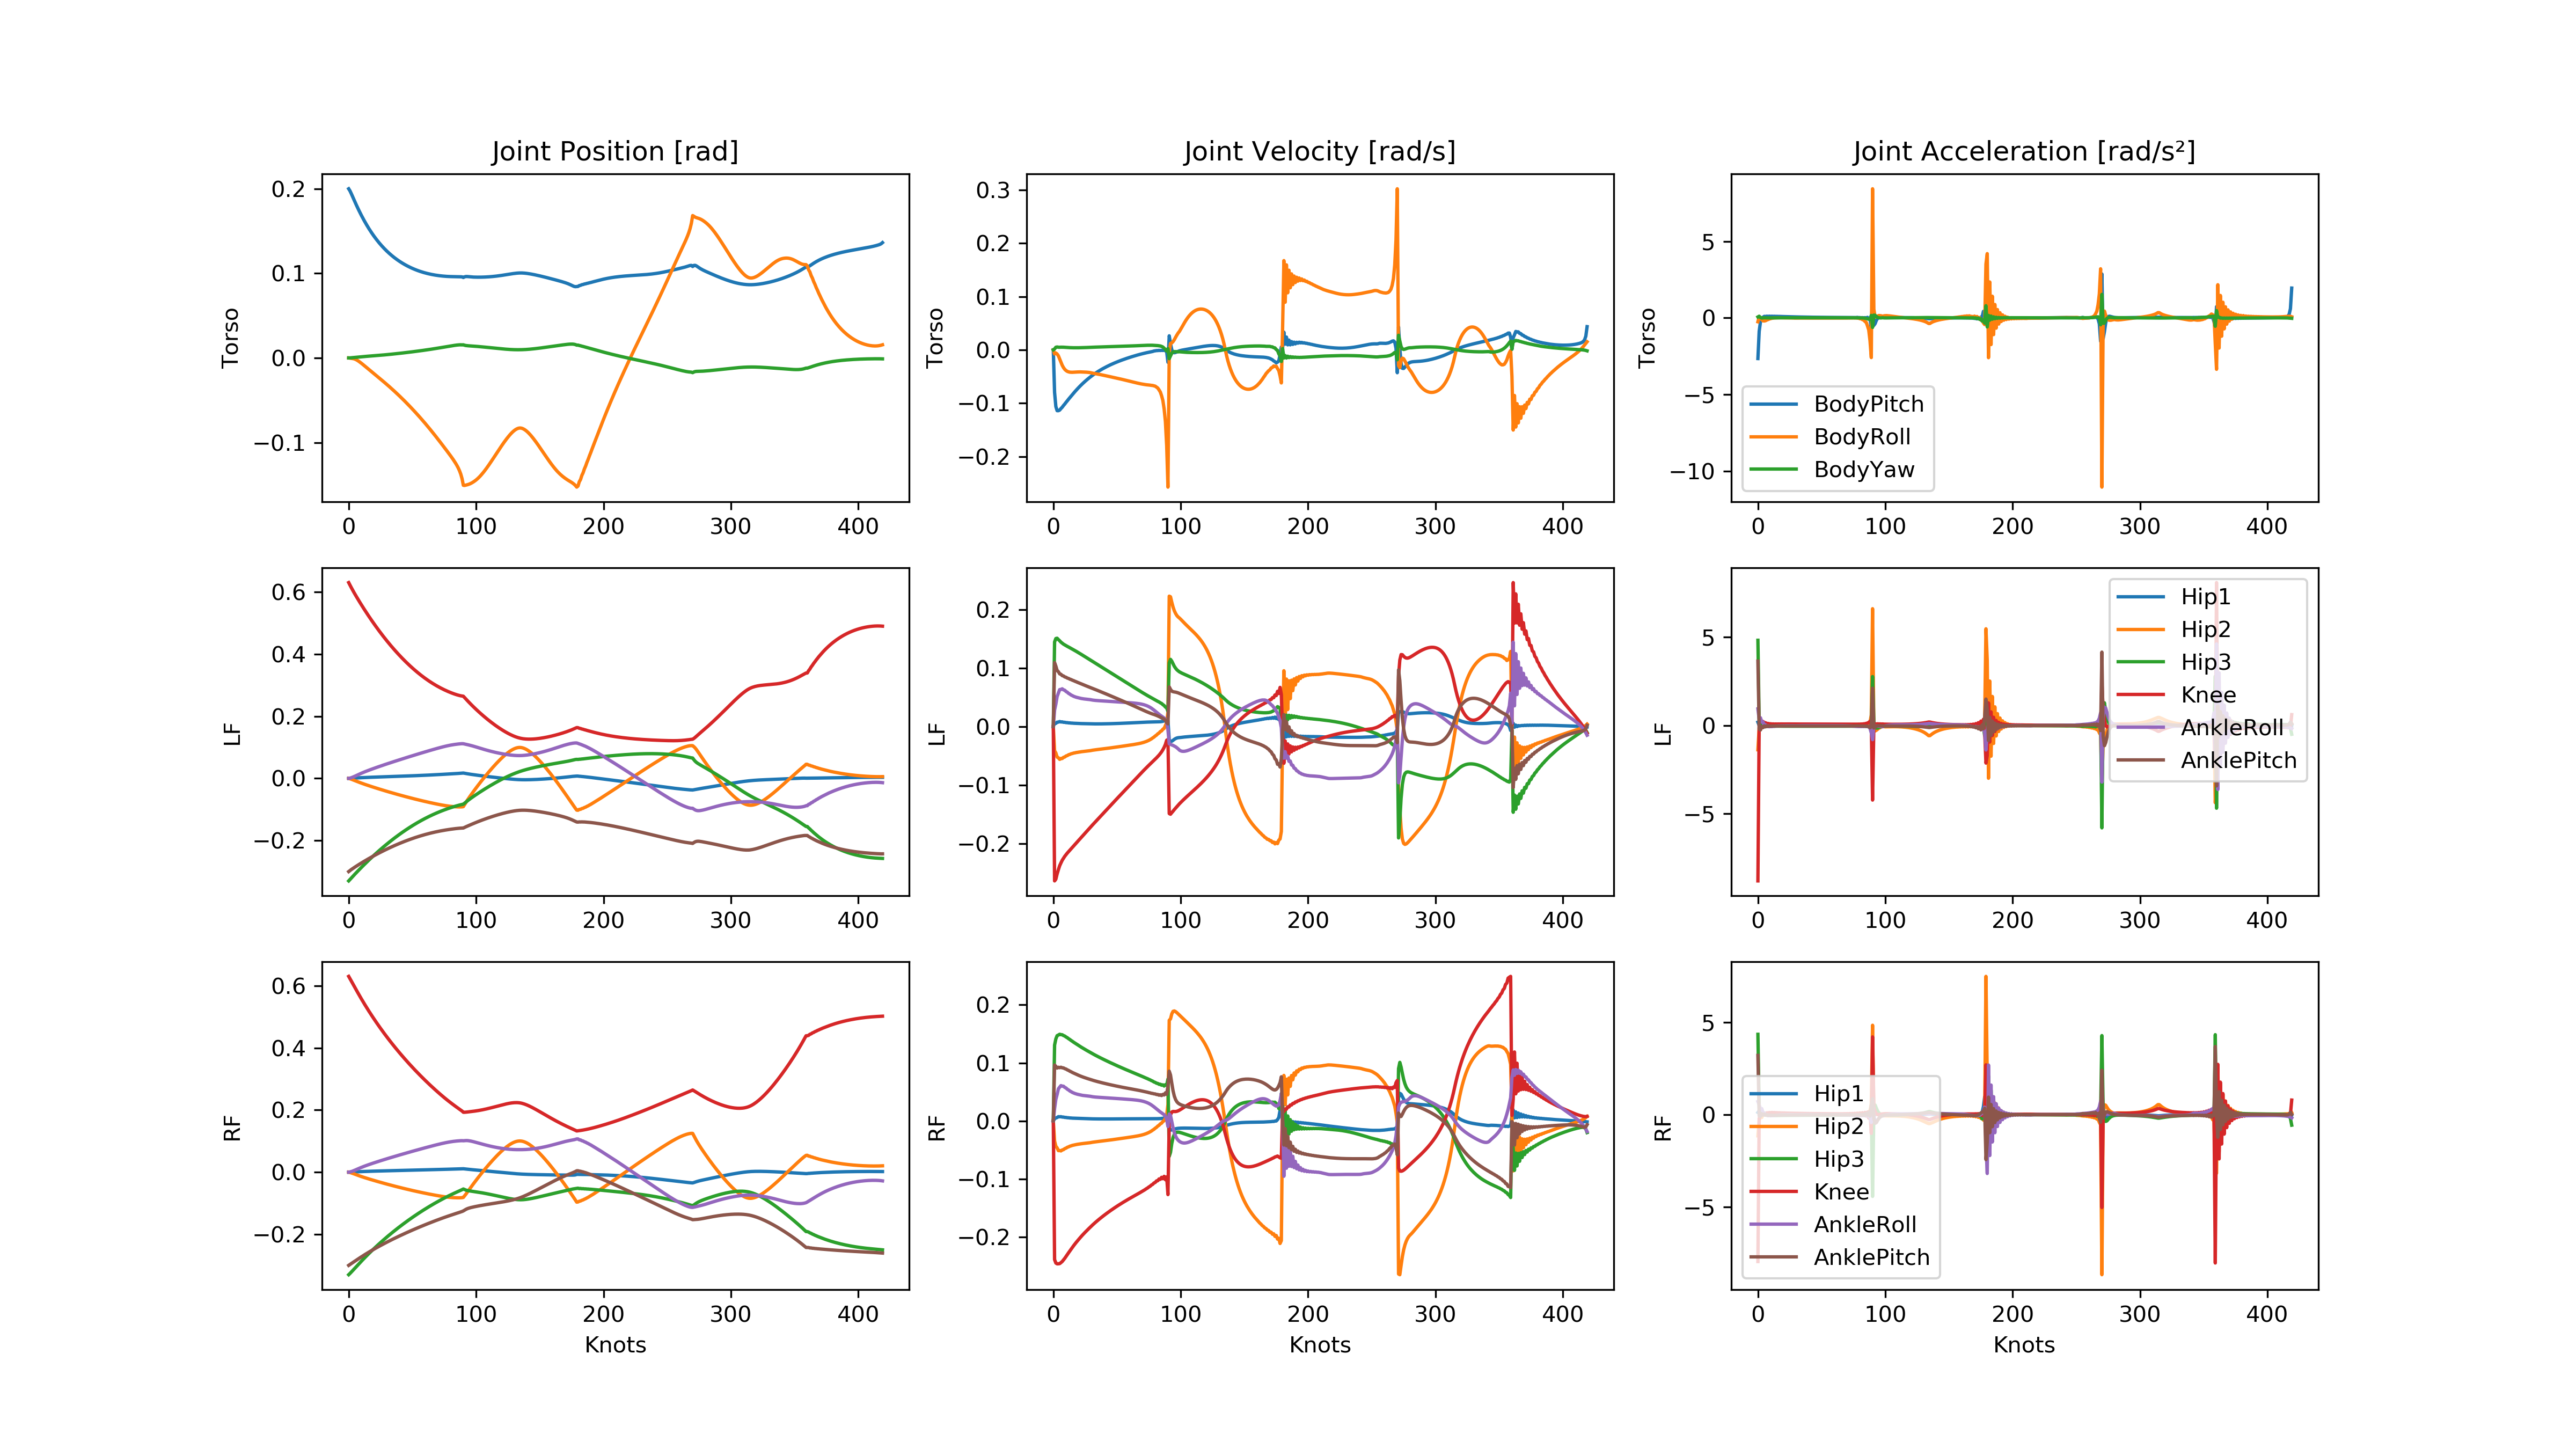 Joint Position [rad]
Joint Velocity [rad/s]
Joint Acceleration [rad/s²]
Torso
0.2
0.1
0.0
−0.1
0 100 200 300 400
Torso
0.3
0.2
0.1
0.0
−0.1
−0.2
0 100 200 300 400
Torso
5
0
−5
−10
BodyPitch
BodyRoll
BodyYaw
0 100 200 300 400
LF
0.6
0.4
0.2
0.0
−0.2
0 100 200 300 400
LF
0.2
0.1
0.0
−0.1
−0.2
0 100 200 300 400
LF
5
0
−5
Hip1
Hip2
Hip3
Knee
AnkleRoll
AnklePitch
0 100 200 300 400
RF
0.6
0.4
0.2
0.0
−0.2
0 100 200 300 400
Knots
RF
0.2
0.1
0.0
−0.1
−0.2
0 100 200 300 400
Knots
RF
5
0
−5
Hip1
Hip2
Hip3
Knee
AnkleRoll
AnklePitch
0 100 200 300 400
Knots